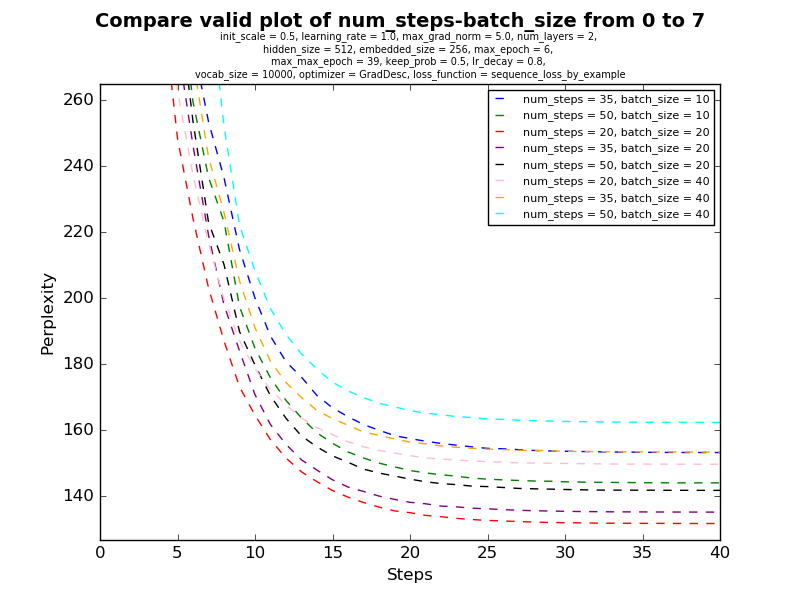 Compare valid plot of num_steps-batch_size from 0 to 7
init_scale = 0.5, learning_rate = 1.0, max_grad_norm = 5.0, num_layers = 2,
hidden_size = 512, embedded_size = 256, max_epoch = 6,
max_max_epoch = 39, keep_prob = 0.5, lr_decay = 0.8,
vocab_size = 10000, optimizer = GradDesc, loss_function = sequence_loss_by_example
num_steps = 35, batch_size = 10
num_steps = 50, batch_size = 10
num_steps = 20, batch_size = 20
num_steps = 35, batch_size = 20
num_steps = 50, batch_size = 20
num_steps = 20, batch_size = 40
num_steps = 35, batch_size = 40
num_steps = 50, batch_size = 40
Perplexity
260
240
220
200
180
160
140
0 5 10 15 20 25 30 35 40
Steps